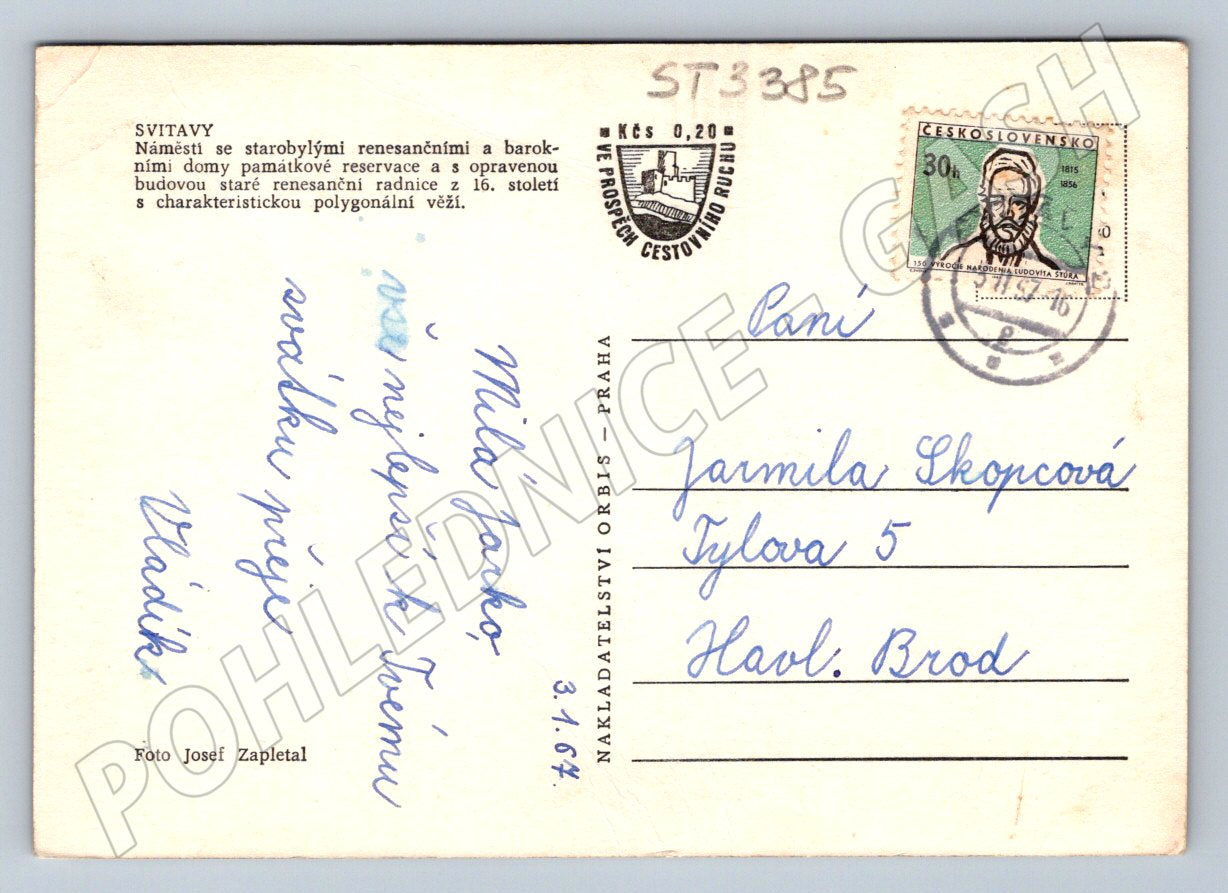 ST3385
SVITAVY
Náměstí se starobylými renesančními a barok-
ními domy památkové reservace a s opravenou
budovou staré renesanční radnice z 16. století
s charakteristickou polygonální věží.
Kčs 0,20
VE PROSPĚCH CESTOVNÍHO RUCHU
ČESKOSLOVENSKO
30h
1815
1856
150 VÝROČIE NARODENIA ĽUDOVÍTA ŠTÚRA
Milá Jarko,
vše nejlepší k Tvému
svátku přeje
Vládík
3.1.67.
NAKLADATELSTVÍ ORBIS – PRAHA
Paní
Jarmila Skopcová
Tylova 5
Havl. Brod
Foto Josef Zapletal
POHLEDNICE - GACH